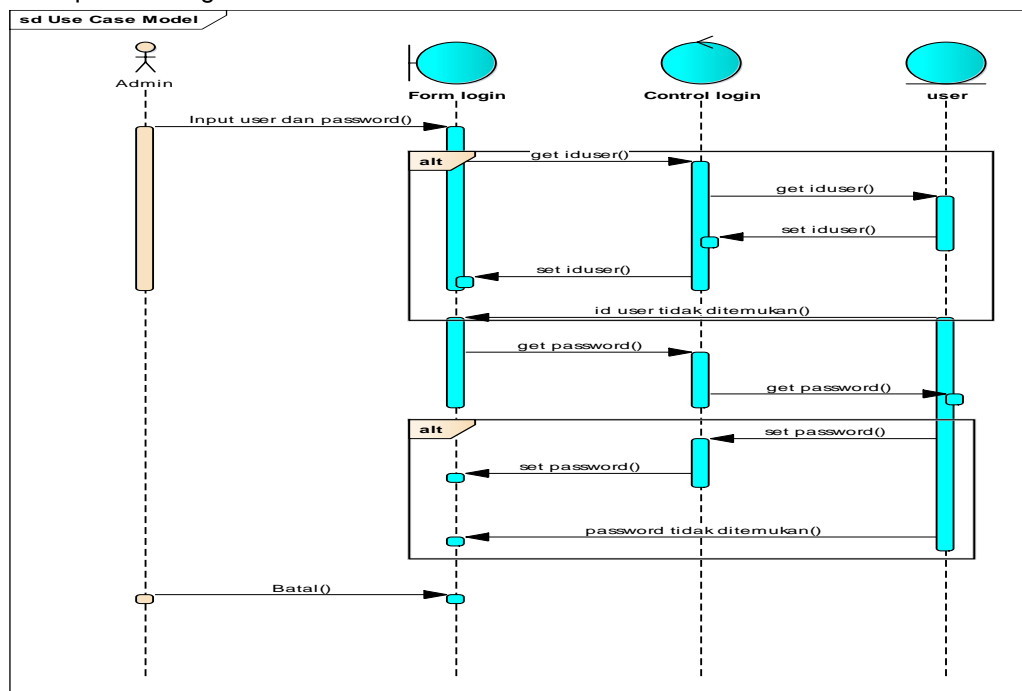 sd Use Case Model
Admin
Form login
Control login
user
Input user dan password()
alt
get iduser()
get iduser()
set iduser()
set iduser()
id user tidak ditemukan()
get password()
get password()
alt
set password()
set password()
password tidak ditemukan()
Batal()